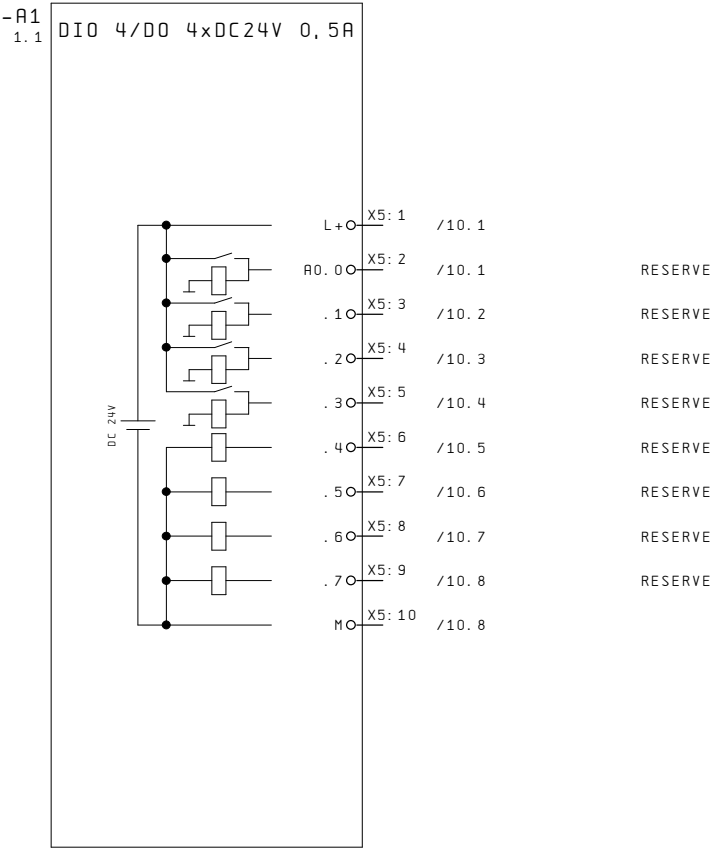 -A1
1.1
DIO 4/DO 4xDC24V 0,5A
L+ X5:1 /10.1
A0.0 X5:2 /10.1 RESERVE
.1 X5:3 /10.2 RESERVE
.2 X5:4 /10.3 RESERVE
.3 X5:5 /10.4 RESERVE
DC 24V
.4 X5:6 /10.5 RESERVE
.5 X5:7 /10.6 RESERVE
.6 X5:8 /10.7 RESERVE
.7 X5:9 /10.8 RESERVE
M X5:10 /10.8